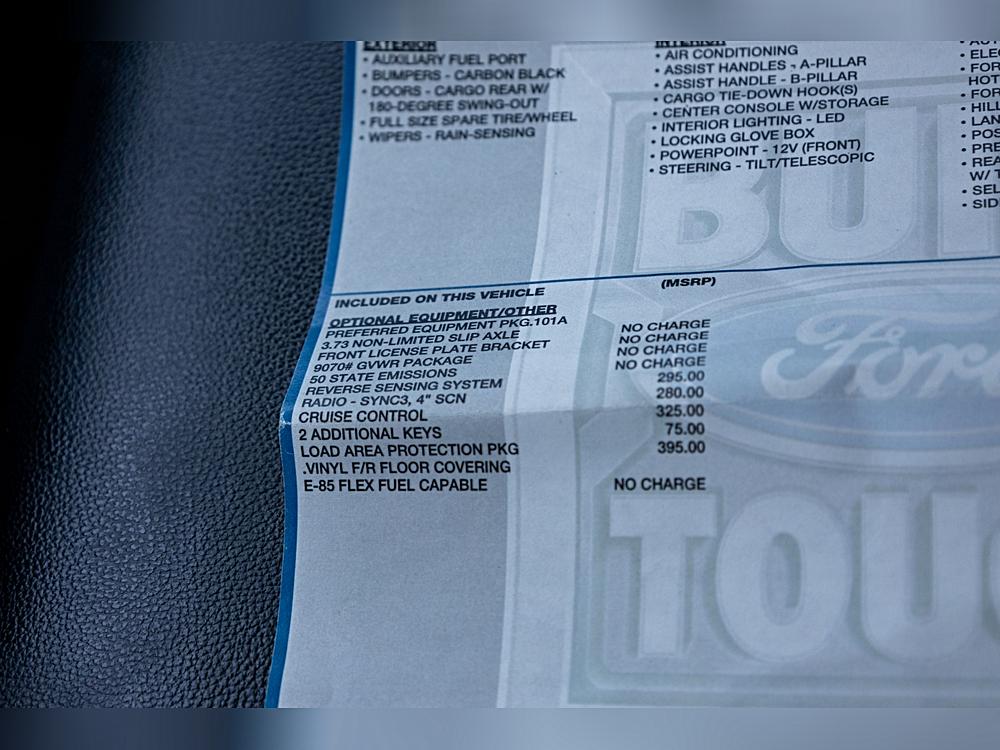 EXTERIOR
• AUXILIARY FUEL PORT
• BUMPERS - CARBON BLACK
• DOORS - CARGO REAR W/
180-DEGREE SWING-OUT
• FULL SIZE SPARE TIRE/WHEEL
• WIPERS - RAIN-SENSING
INTERIOR
• AIR CONDITIONING
• ASSIST HANDLES - A-PILLAR
• ASSIST HANDLE - B-PILLAR
• CARGO TIE-DOWN HOOK(S)
• CENTER CONSOLE W/STORAGE
• INTERIOR LIGHTING - LED
• LOCKING GLOVE BOX
• POWERPOINT - 12V (FRONT)
• STEERING - TILT/TELESCOPIC
INCLUDED ON THIS VEHICLE (MSRP)
OPTIONAL EQUIPMENT/OTHER
PREFERRED EQUIPMENT PKG.101A
3.73 NON-LIMITED SLIP AXLE NO CHARGE
FRONT LICENSE PLATE BRACKET NO CHARGE
9070# GVWR PACKAGE NO CHARGE
50 STATE EMISSIONS NO CHARGE
REVERSE SENSING SYSTEM 295.00
RADIO - SYNC3, 4" SCN 280.00
CRUISE CONTROL 325.00
2 ADDITIONAL KEYS 75.00
LOAD AREA PROTECTION PKG 395.00
.VINYL F/R FLOOR COVERING
E-85 FLEX FUEL CAPABLE NO CHARGE
Ford
TOU